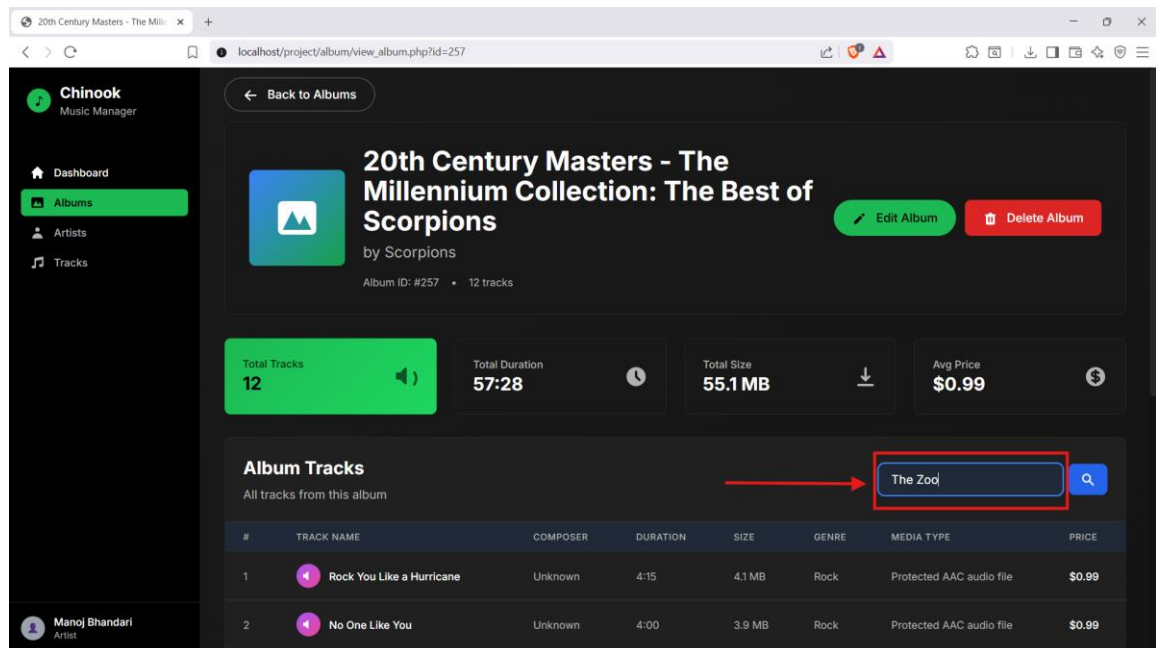 20th Century Masters - The Mille
localhost/project/album/view_album.php?id=257
Chinook
Music Manager
Dashboard
Albums
Artists
Tracks
Manoj Bhandari
Artist
Back to Albums
20th Century Masters - The
Millennium Collection: The Best of
Scorpions
by Scorpions
Album ID: #257 • 12 tracks
Edit Album
Delete Album
Total Tracks
12
Total Duration
57:28
Total Size
55.1 MB
Avg Price
$0.99
Album Tracks
All tracks from this album
The Zoo
# TRACK NAME COMPOSER DURATION SIZE GENRE MEDIA TYPE PRICE
1 Rock You Like a Hurricane Unknown 4:15 4.1 MB Rock Protected AAC audio file $0.99
2 No One Like You Unknown 4:00 3.9 MB Rock Protected AAC audio file $0.99